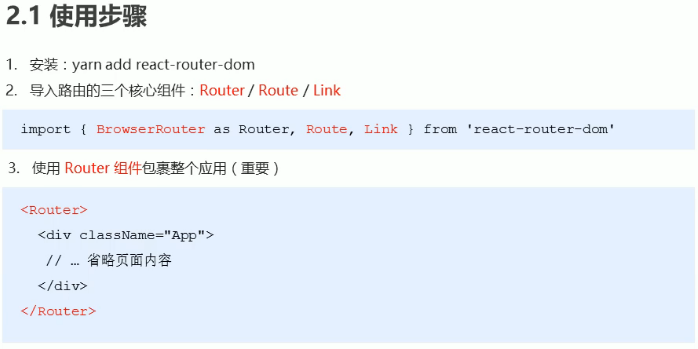 2.1 使用步骤
1. 安装：yarn add react-router-dom
2. 导入路由的三个核心组件：Router / Route / Link
import { BrowserRouter as Router, Route, Link } from 'react-router-dom'
3. 使用 Router 组件包裹整个应用（重要）
<Router>
<div className="App">
// … 省略页面内容
</div>
</Router>